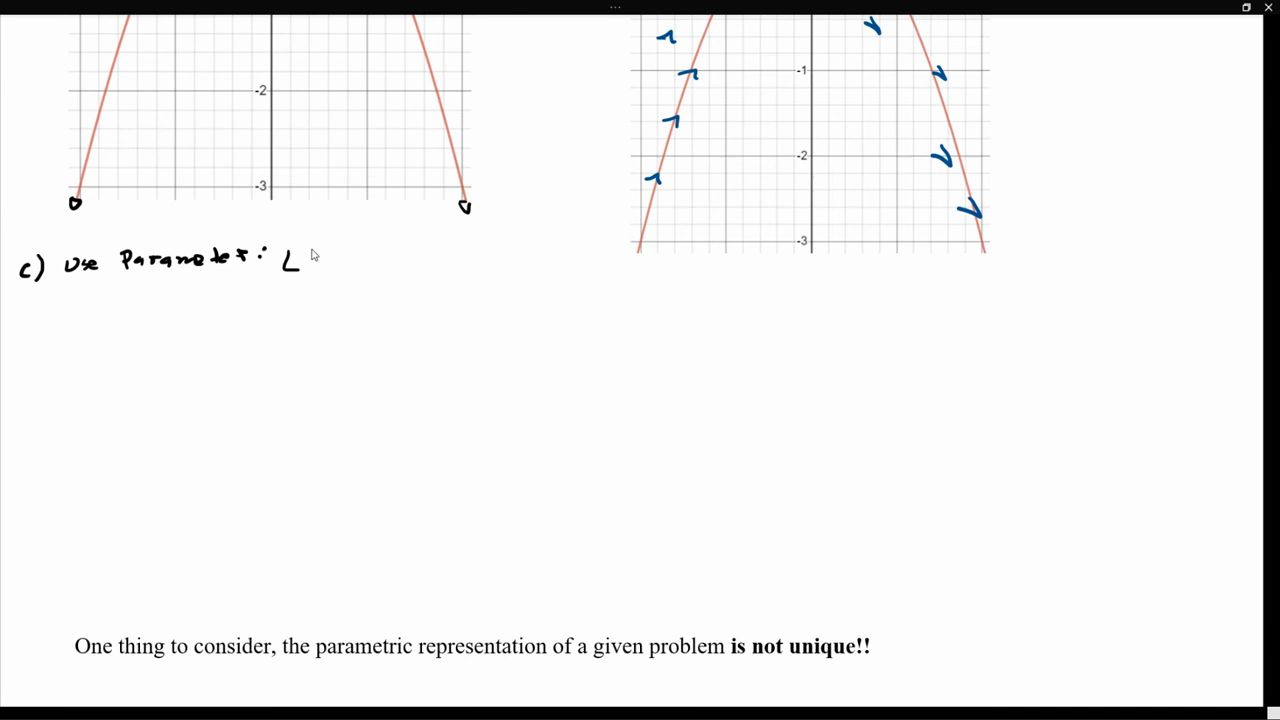 -2
-3
-1
-2
-3
c) Use Parameter: L
One thing to consider, the parametric representation of a given problem is not unique!!